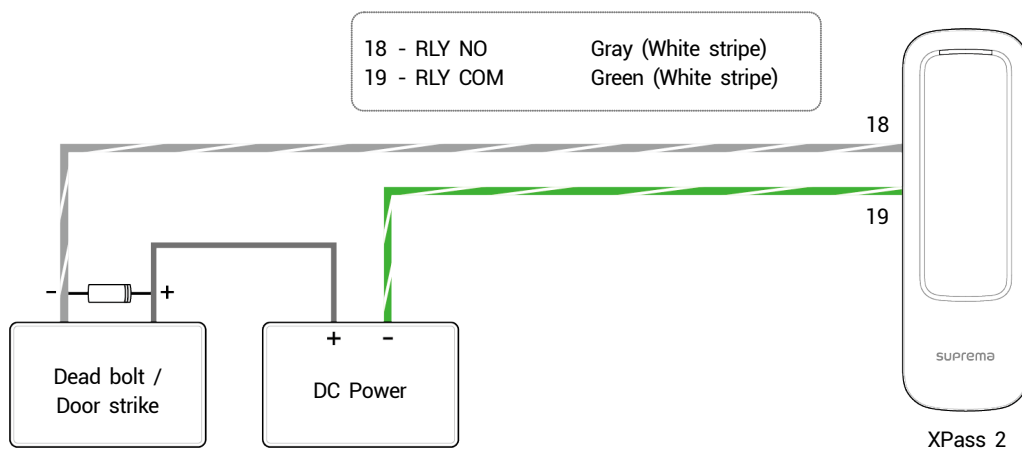 18 - RLY NO Gray (White stripe)
19 - RLY COM Green (White stripe)
18
19
- +
+ -
Dead bolt /
Door strike
DC Power
suprema
XPass 2